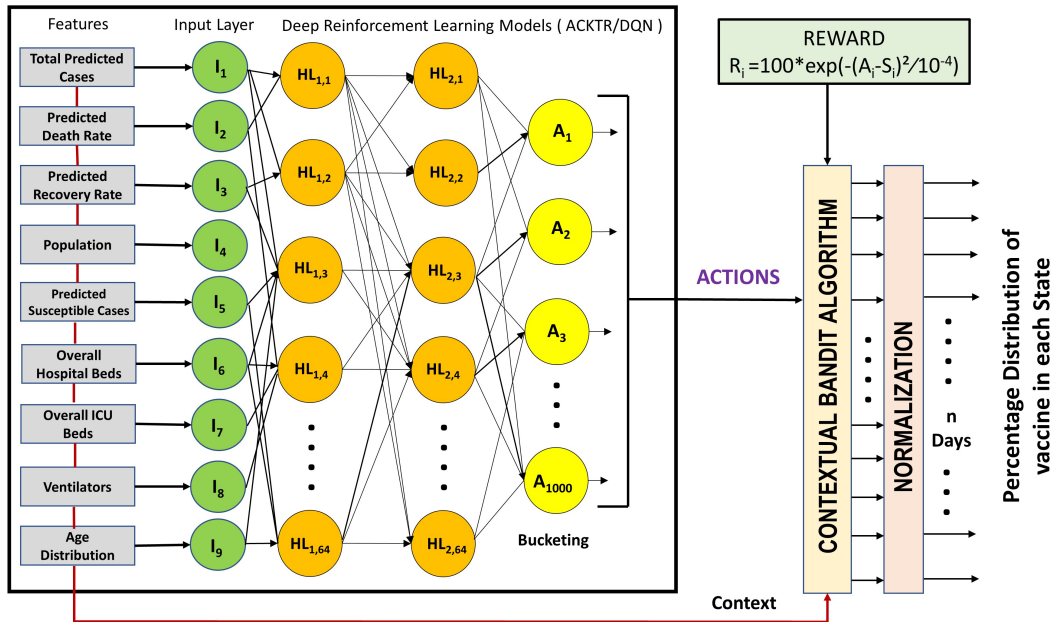 Features
Input Layer
Deep Reinforcement Learning Models ( ACKTR/DQN )
Total Predicted
Cases
Predicted
Death Rate
Predicted
Recovery Rate
Population
Predicted
Susceptible Cases
Overall
Hospital Beds
Overall ICU
Beds
Ventilators
Age
Distribution
I₁
I₂
I₃
I₄
I₅
I₆
I₇
I₈
I₉
HL₁,₁
HL₁,₂
HL₁,₃
HL₁,₄
HL₁,₆₄
HL₂,₁
HL₂,₂
HL₂,₃
HL₂,₄
HL₂,₆₄
A₁
A₂
A₃
A₁₀₀₀
Bucketing
ACTIONS
REWARD
Rᵢ =100*exp(-(Aᵢ-Sᵢ)²/10⁻⁴)
CONTEXTUAL BANDIT ALGORITHM
NORMALIZATION
n
Days
Percentage Distribution of
vaccine in each State
Context